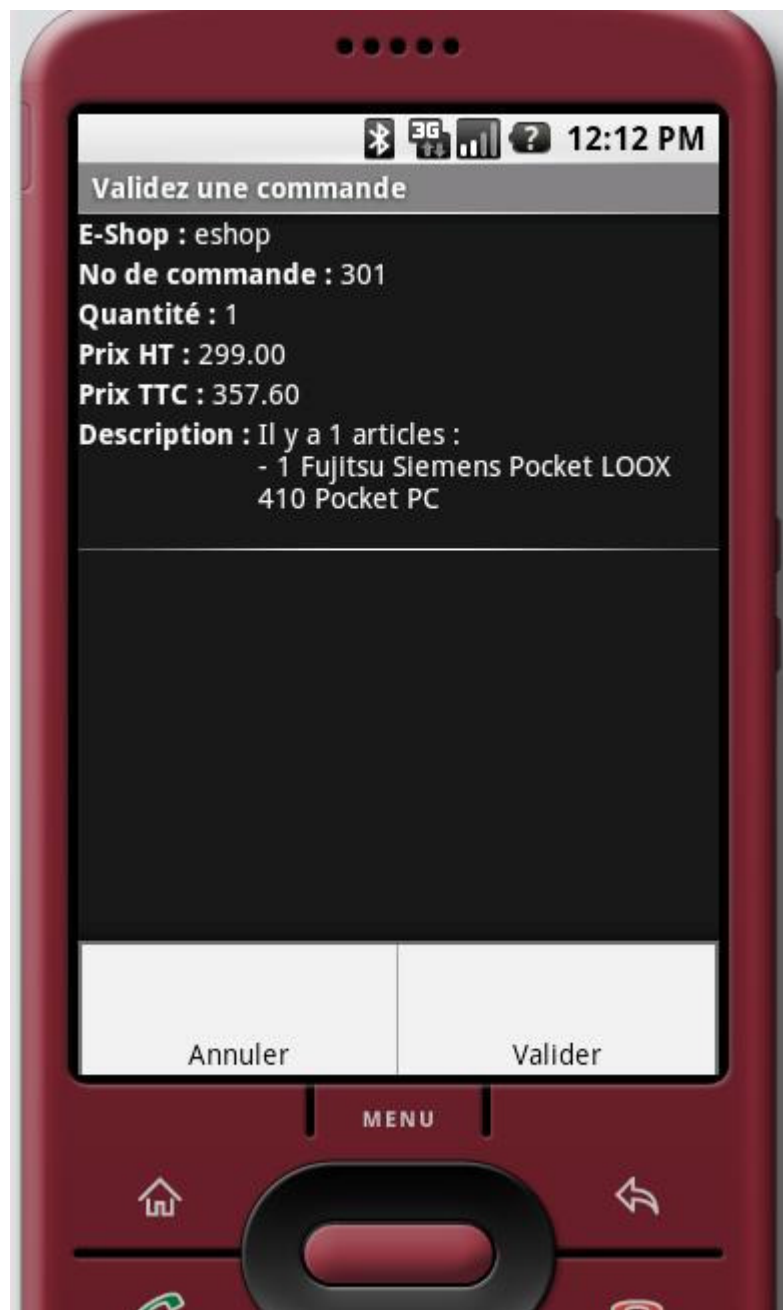 3G ? 12:12 PM
Validez une commande
E-Shop : eshop
No de commande : 301
Quantité : 1
Prix HT : 299.00
Prix TTC : 357.60
Description : Il y a 1 articles :
- 1 Fujitsu Siemens Pocket LOOX
410 Pocket PC
Annuler Valider
MENU